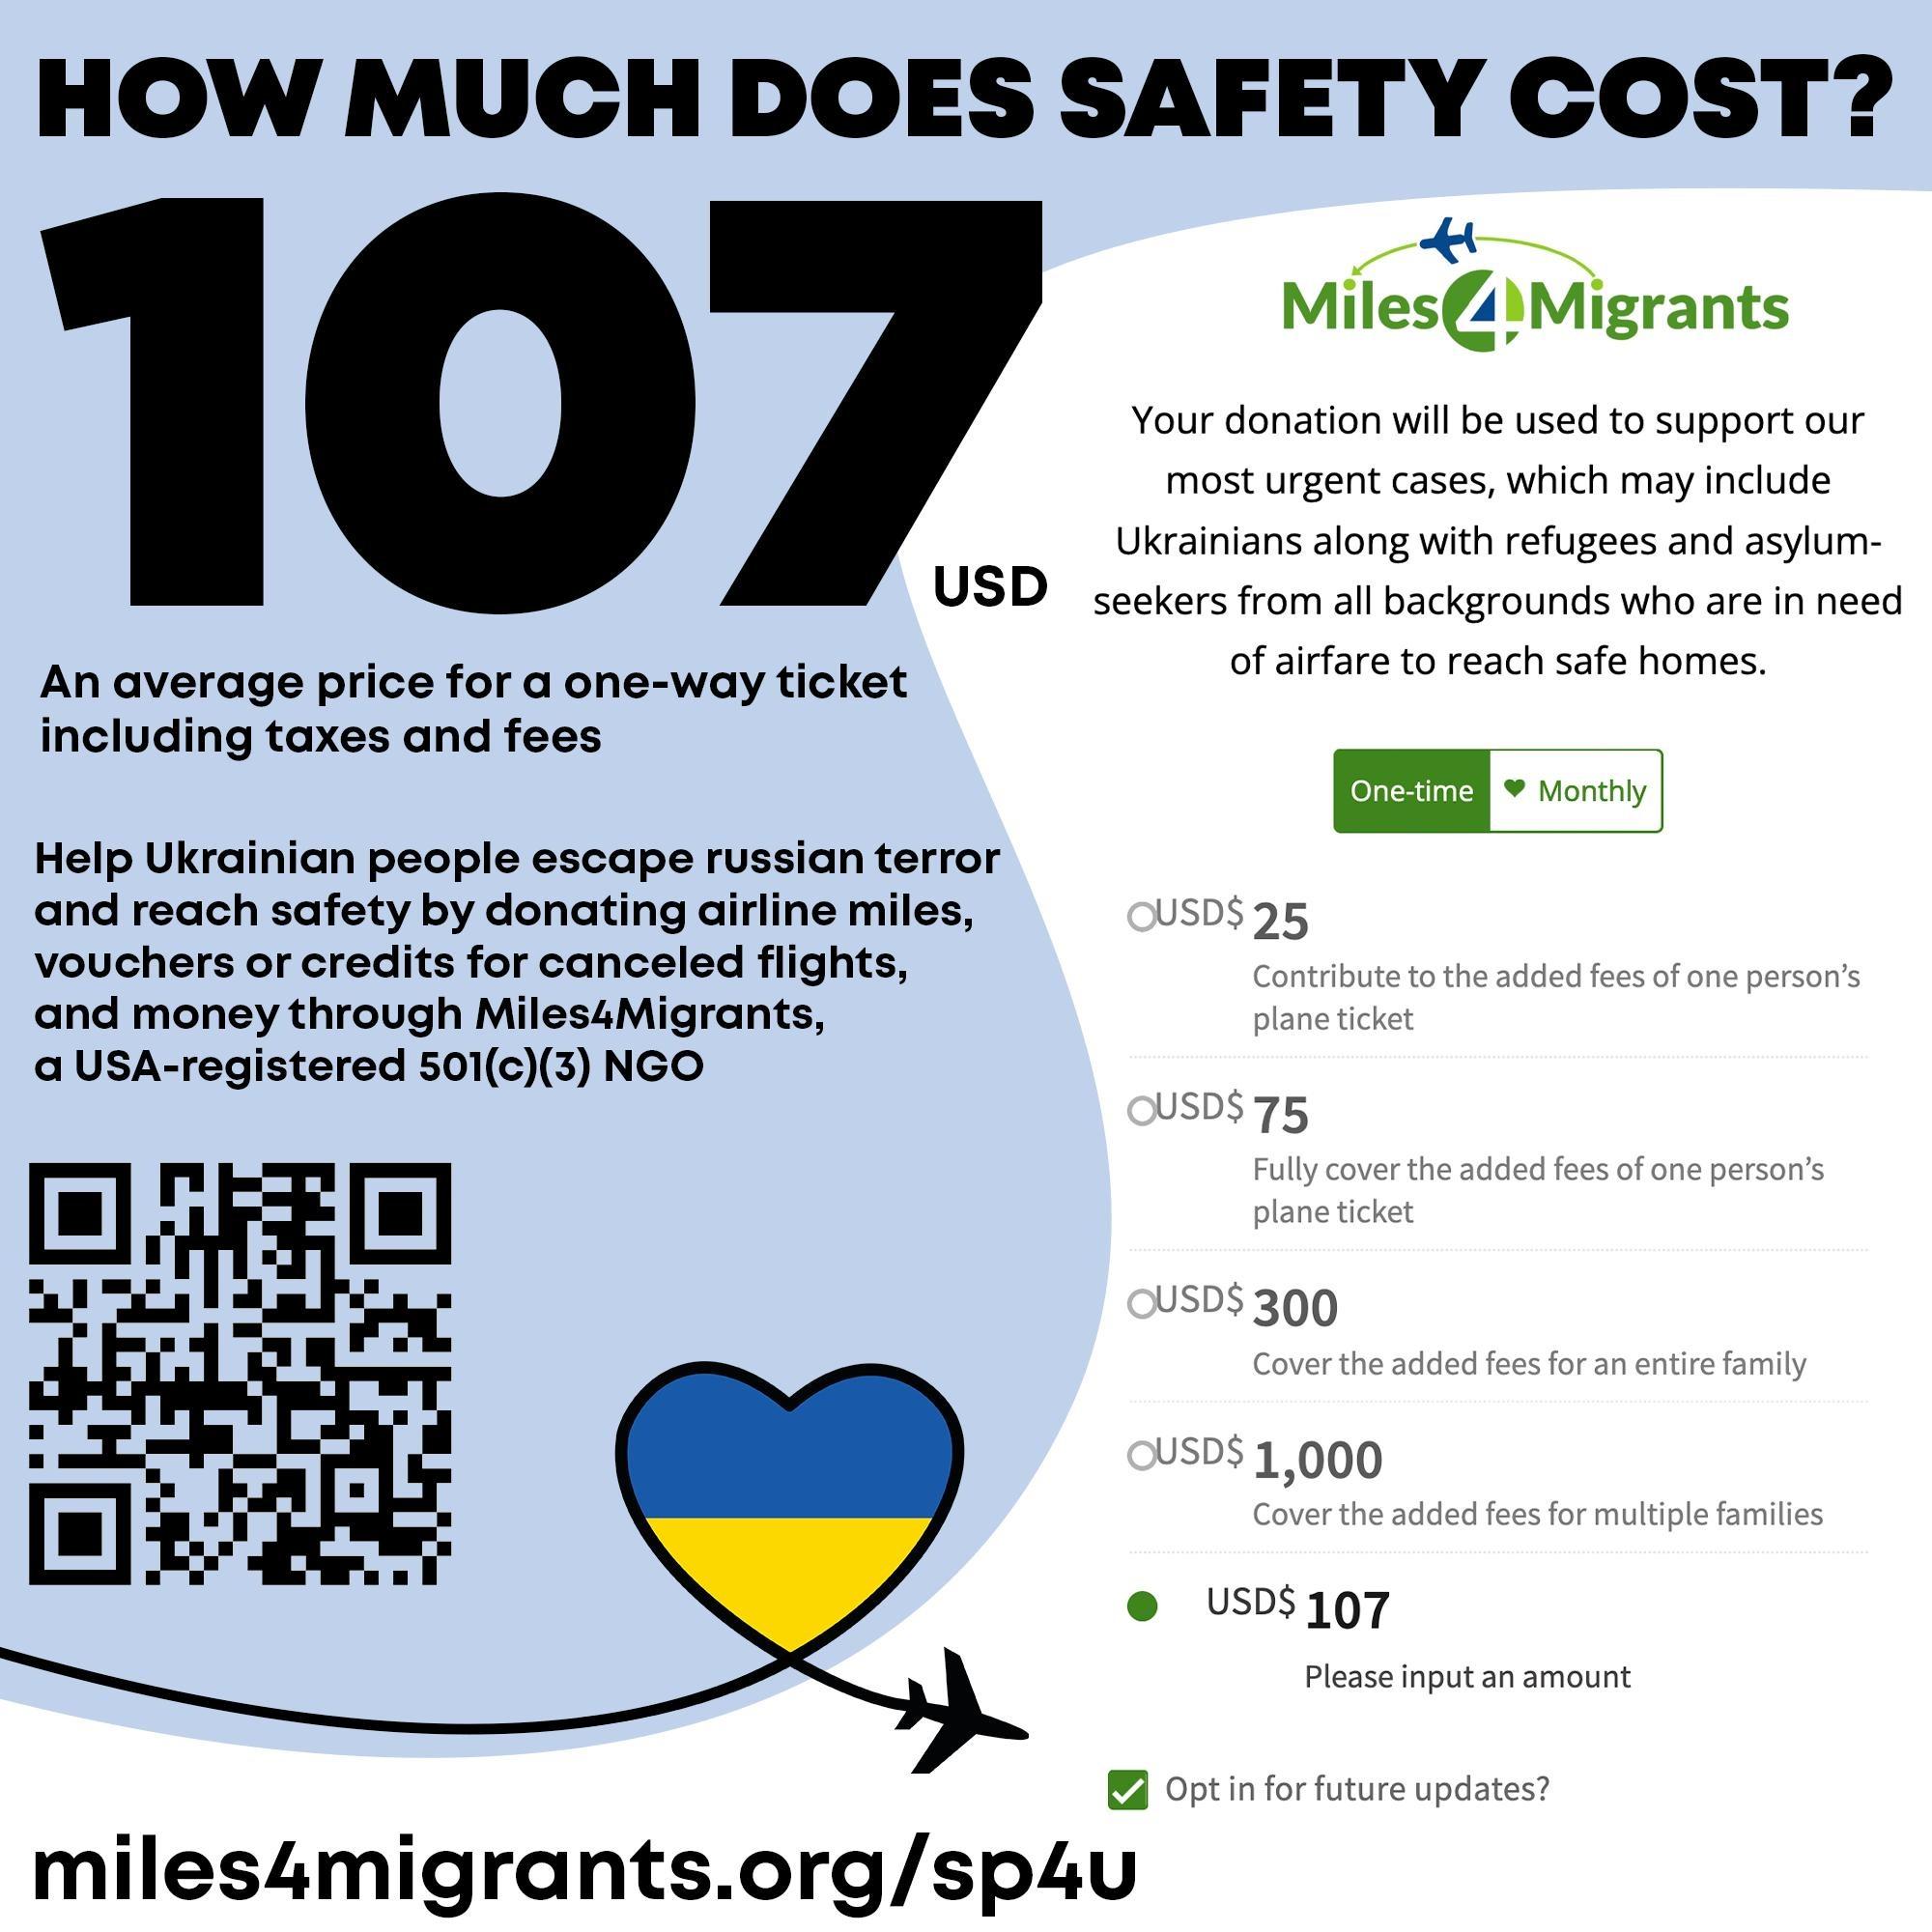 HOW MUCH DOES SAFETY COST?
107
USD
An average price for a one-way ticket
including taxes and fees
Help Ukrainian people escape russian terror
and reach safety by donating airline miles,
vouchers or credits for canceled flights,
and money through Miles4Migrants,
a USA-registered 501(c)(3) NGO
miles4migrants.org/sp4u
Miles4Migrants
Your donation will be used to support our
most urgent cases, which may include
Ukrainians along with refugees and asylum-
seekers from all backgrounds who are in need
of airfare to reach safe homes.
One-time Monthly
USD$ 25
Contribute to the added fees of one person’s
plane ticket
USD$ 75
Fully cover the added fees of one person’s
plane ticket
USD$ 300
Cover the added fees for an entire family
USD$ 1,000
Cover the added fees for multiple families
USD$ 107
Please input an amount
Opt in for future updates?